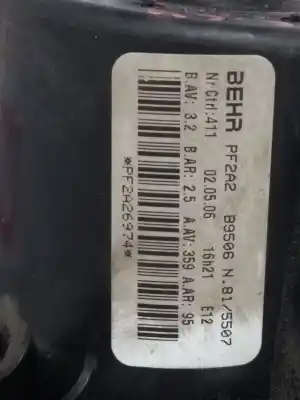 BEHR PF2A2 B9506 N.81/5507
Nr Ctrl:411 02.05.06 16h21 E12
B.AV: 3.2 B.AR: 2.5 A.AV:359 A.AR: 95
*PF2A26974*